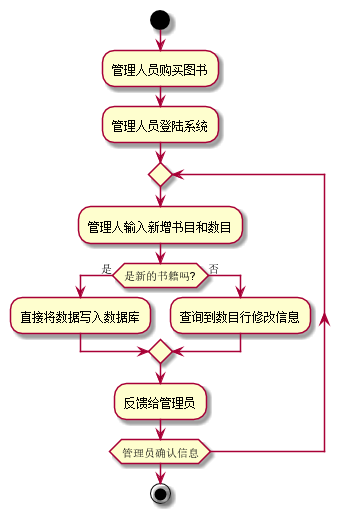 管理人员购买图书
管理人员登陆系统
管理人输入新增书目和数目
是
是新的书籍吗?
否
直接将数据写入数据库
查询到数目行修改信息
反馈给管理员
管理员确认信息